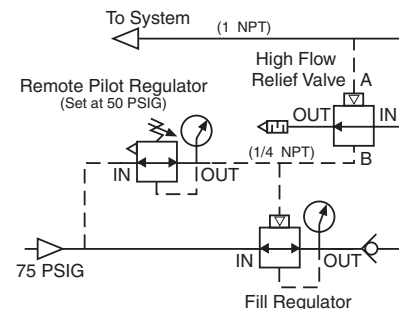 To System
(1 NPT)
High Flow
Relief Valve
A
Remote Pilot Regulator
(Set at 50 PSIG)
OUT
IN
B
(1/4 NPT)
IN
OUT
75 PSIG
IN
OUT
Fill Regulator